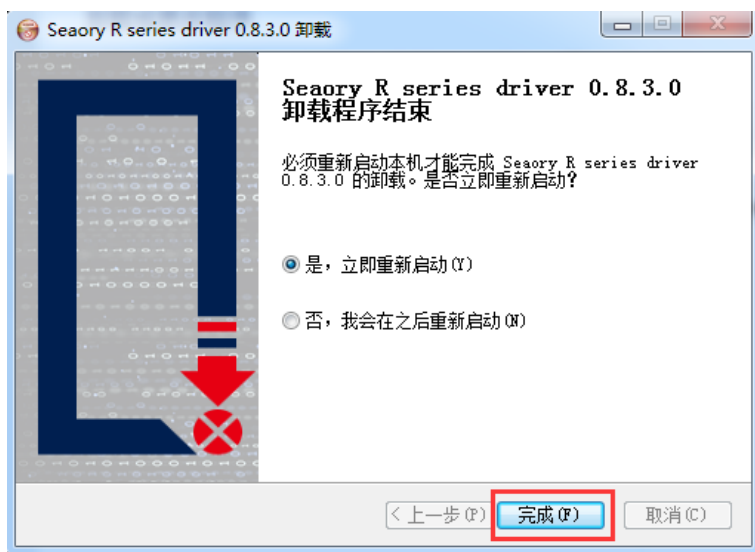 Seaory R series driver 0.8.3.0 卸载
Seaory R series driver 0.8.3.0
卸载程序结束
必须重新启动本机才能完成 Seaory R series driver
0.8.3.0 的卸载。是否立即重新启动?
是，立即重新启动(Y)
否，我会在之后重新启动(N)
<上一步(P) 完成(F) 取消(C)